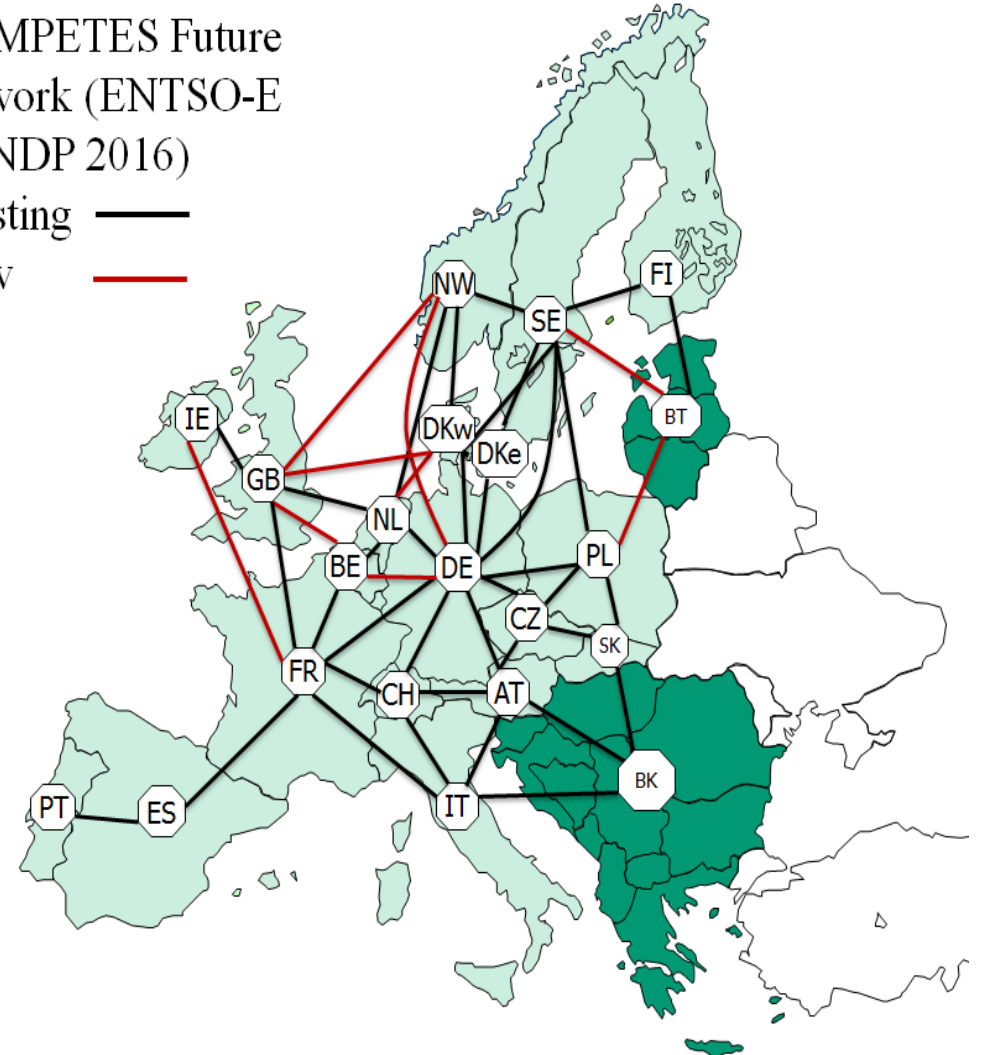 MPETES Future
work (ENTSO-E
NDP 2016)
sting
NW
FI
SE
IE
DKw
BT
DKe
GB
NL
BE
DE
PL
CZ
SK
FR
CH
AT
BK
PT
ES
IT